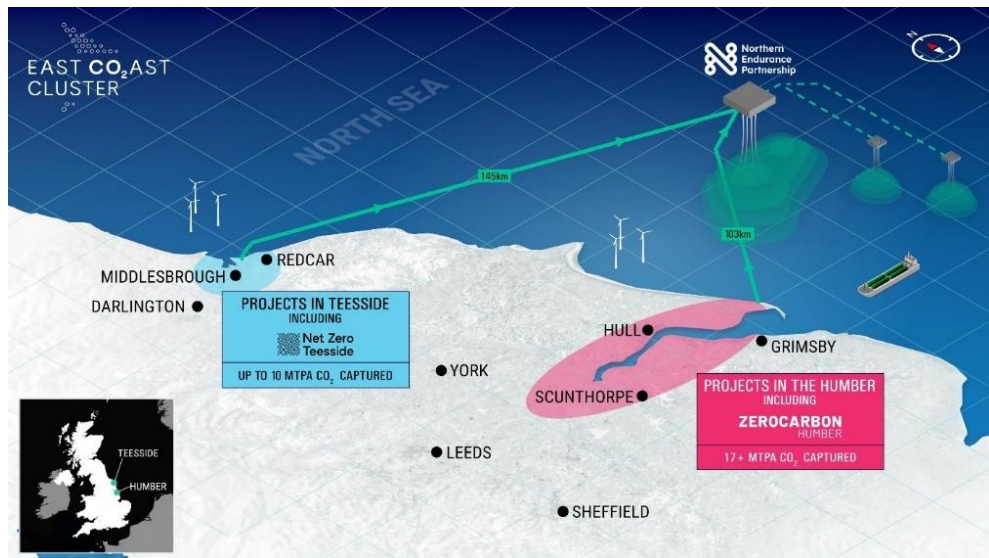 EAST CO₂AST
CLUSTER
Northern
Endurance
Partnership
N
NORTH SEA
145km
103km
REDCAR
MIDDLESBROUGH
DARLINGTON
PROJECTS IN TEESSIDE
INCLUDING
Net Zero
Teesside
UP TO 10 MTPA CO₂ CAPTURED
HULL
GRIMSBY
YORK
SCUNTHORPE
PROJECTS IN THE HUMBER
INCLUDING
ZEROCARBON
HUMBER
17+ MTPA CO₂ CAPTURED
LEEDS
SHEFFIELD
TEESSIDE
HUMBER